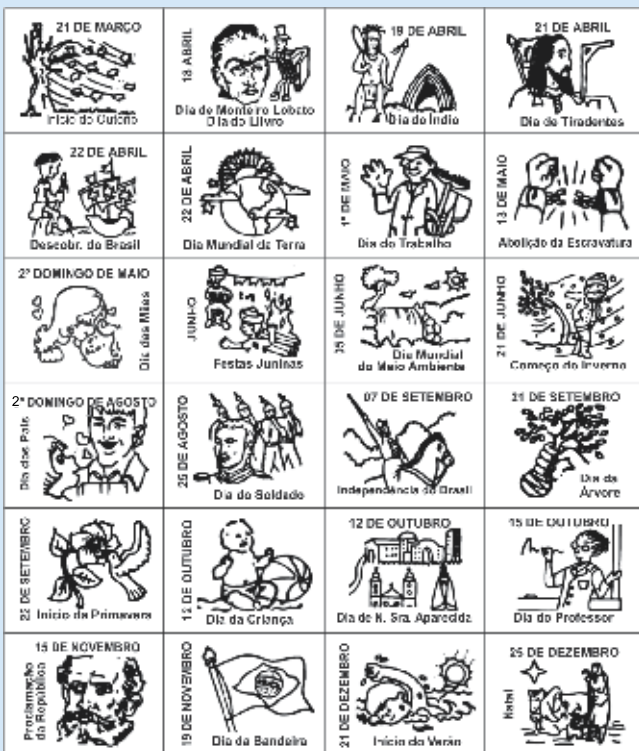 21 DE MARÇO
Início do Outono
18 ABRIL
Dia de Monteiro Lobato
Dia do Livro
19 DE ABRIL
Dia do Índio
21 DE ABRIL
Dia de Tiradentes
22 DE ABRIL
Descobr. do Brasil
22 DE ABRIL
Dia Mundial da Terra
1º DE MAIO
Dia do Trabalho
13 DE MAIO
Abolição da Escravatura
2º DOMINGO DE MAIO
Dia das Mães
JUNHO
Festas Juninas
05 DE JUNHO
Dia Mundial
do Meio Ambiente
21 DE JUNHO
Começo do Inverno
2º DOMINGO DE AGOSTO
Dia dos Pais
25 DE AGOSTO
Dia do Soldado
07 DE SETEMBRO
Independência do Brasil
21 DE SETEMBRO
Dia da
Árvore
22 DE SETEMBRO
Início da Primavera
12 DE OUTUBRO
Dia da Criança
12 DE OUTUBRO
Dia de N. Sra. Aparecida
15 DE OUTUBRO
Dia do Professor
15 DE NOVEMBRO
Proclamação
da República
19 DE NOVEMBRO
Dia da Bandeira
21 DE DEZEMBRO
Início do Verão
25 DE DEZEMBRO
Natal